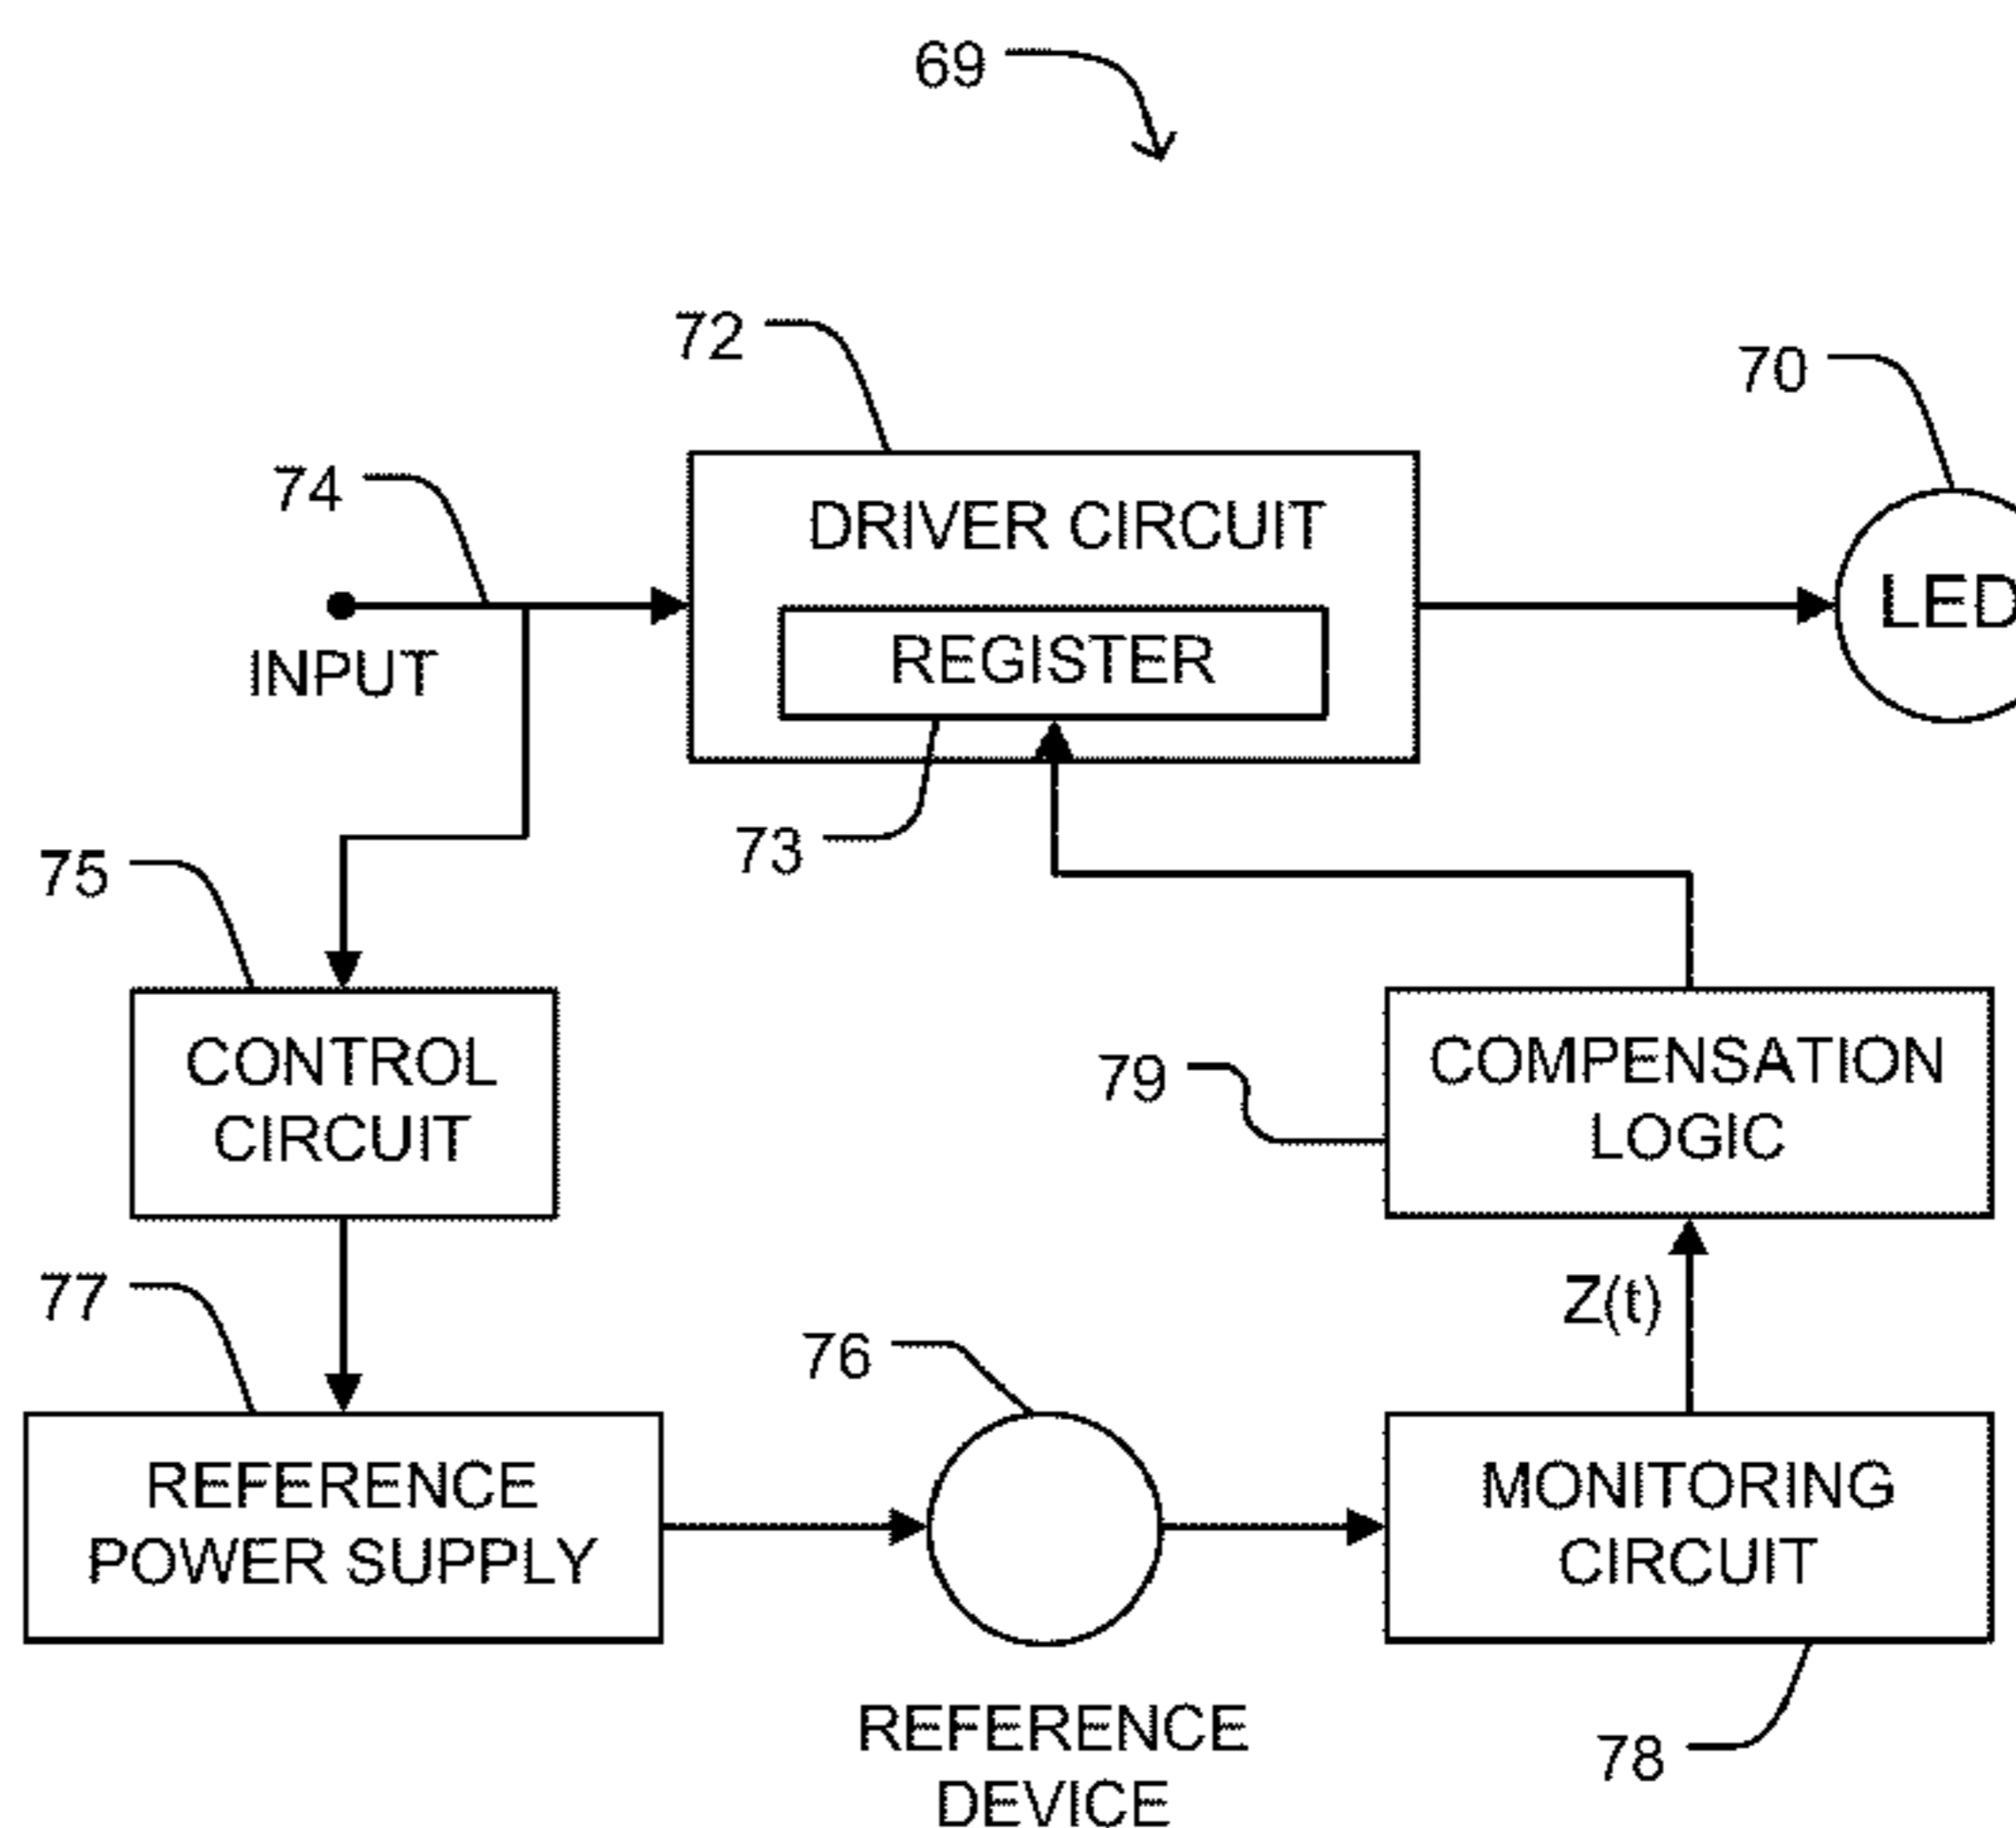 69
72
70
74
DRIVER CIRCUIT
LED
INPUT
REGISTER
73
75
CONTROL
CIRCUIT
79
COMPENSATION
LOGIC
77
76
Z(t)
REFERENCE
POWER SUPPLY
MONITORING
CIRCUIT
REFERENCE
DEVICE
78